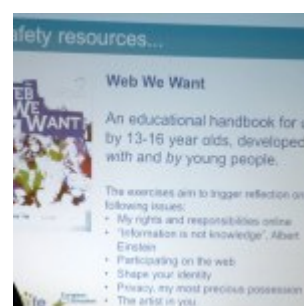 afety resources...
EB
WE
WANT
Web We Want
An educational handbook for
by 13-16 year olds, developed
with and by young people.
The exercises aim to trigger reflection on
following issues:
• My rights and responsibilities online
• "Information is not knowledge", Albert
Einstein
• Participating on the web
• Shape your identity
• Privacy, my most precious possession
• The artist in you